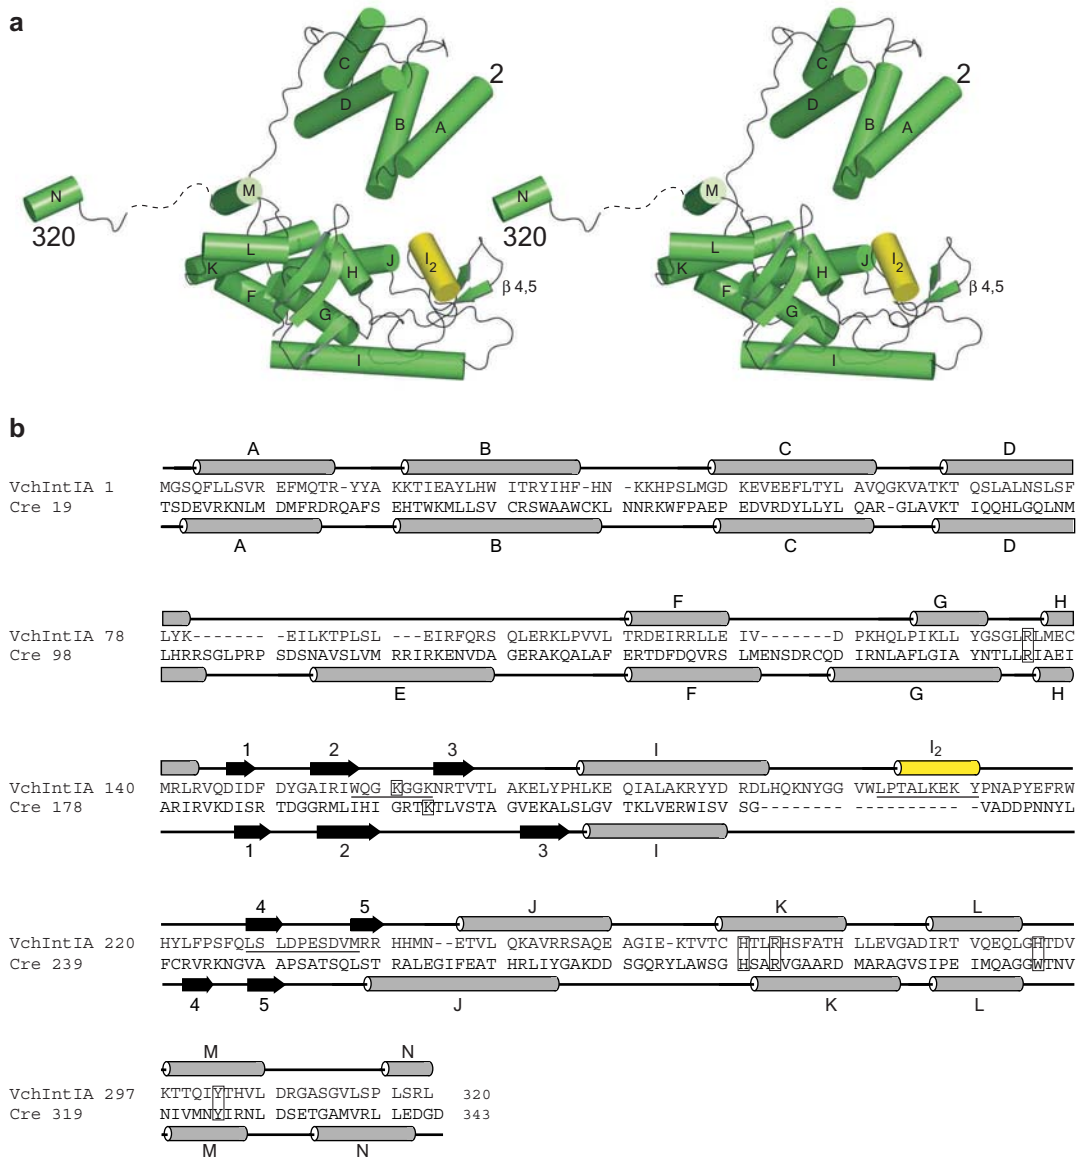 a
2
2
C
C
D
D
B
B
A
A
N
M
N
M
320
320
L
L
K
H
J
I2
K
H
J
I2
β 4,5
β 4,5
F
F
G
G
I
I
b
A B C D
VchIntIA 1 MGSQFLLSVR EFMQTR-YYA KKTIEAYLHW ITRYIHF-HN -KKHPSLMGD KEVEEFLTYL AVQGKVATKT QSLALNSLSF
Cre 19 TSDEVRKNLM DMFRDRQAFS EHTWKMLLSV CRSWAAWCKL NNRKWFPAEP EDVRDYLLYL QAR-GLAVKT IQQHLGQLNM
A B C D
F G H
VchIntIA 78 LYK------- -EILKTPLSL ---EIRFQRS QLERKLPVVL TRDEIRRLLE IV-------D PKHQLPIKLL YGSGLRLMEC
Cre 98 LHRRSGLPRP SDSNAVSLVM RRIRKENVDA GERAKQALAF ERTDFDQVRS LMENSDRCQD IRNLAFLGIA YNTLLRIAEI
E F G H
1 2 3 I I2
VchIntIA 140 MRLRVQDIDF DYGAIRIWQG KGGKNRTVTL AKELYPHLKE QIALAKRYYD RDLHQKNYGG VWLPTALKEK YPNAPYEFRW
Cre 178 ARIRVKDISR TDGGRMLIHI GRTKTLVSTA GVEKALSLGV TKLVERWISV SG-------- ---------- -VADDPNNYL
1 2 3 I
4 5 J K L
VchIntIA 220 HYLFPSFQLS LDPESDVMRR HHMN--ETVL QKAVRRSAQE AGIE-KTVTC HTLRHSFATH LLEVGADIRT VQEQLGHTDV
Cre 239 FCRVRKNGVA APSATSQLST RALEGIFEAT HRLIYGAKDD SGQRYLAWSG HSARVGAARD MARAGVSIPE IMQAGGWTNV
4 5 J K L
M N
VchIntIA 297 KTTQIYTHVL DRGASGVLSP LSRL 320
Cre 319 NIVMNYIRNL DSETGAMVRL LEDGD 343
M N